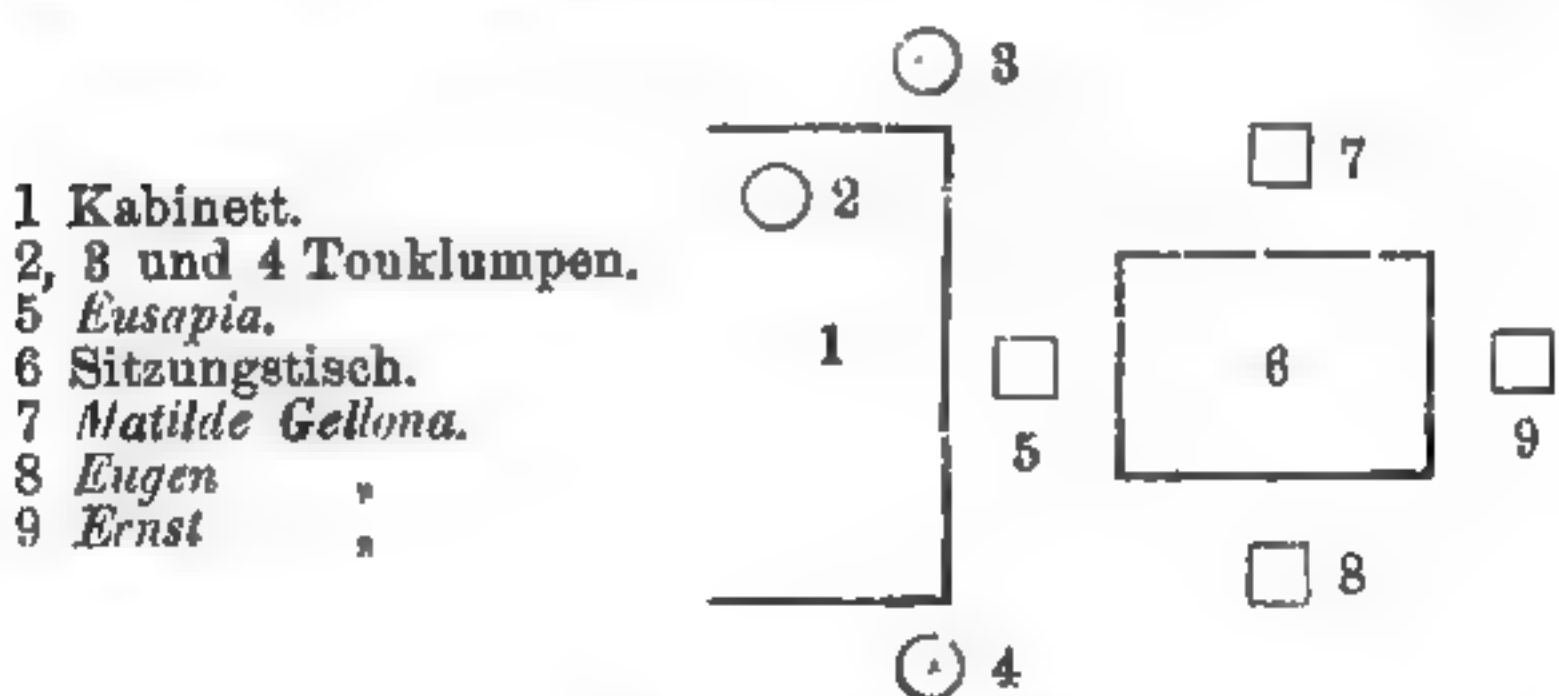 1 Kabinett.
2, 3 und 4 Touklumpen.
5 Eusapia.
6 Sitzungstisch.
7 Matilde Gellona.
8 Eugen „
9 Ernst „
3
2
7
1
6
5
9
8
4